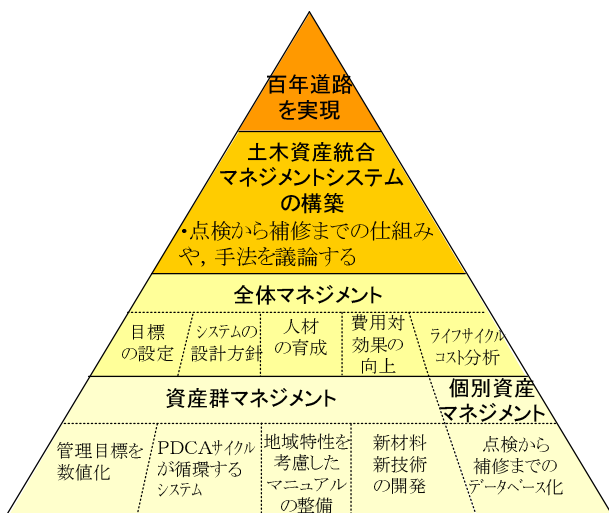 百年道路
を実現
土木資産統合
マネジメントシステム
の構築
・点検から補修までの仕組み
や，手法を議論する
全体マネジメント
目標
の設定
システムの
設計方針
人材
の育成
費用対
効果の
向上
ライフサイクル
コスト分析
資産群マネジメント
個別資産
マネジメント
管理目標を
数値化
PDCAサイクル
が循環する
システム
地域特性を
考慮した
マニュアル
の整備
新材料
新技術
の開発
点検から
補修までの
データベース化